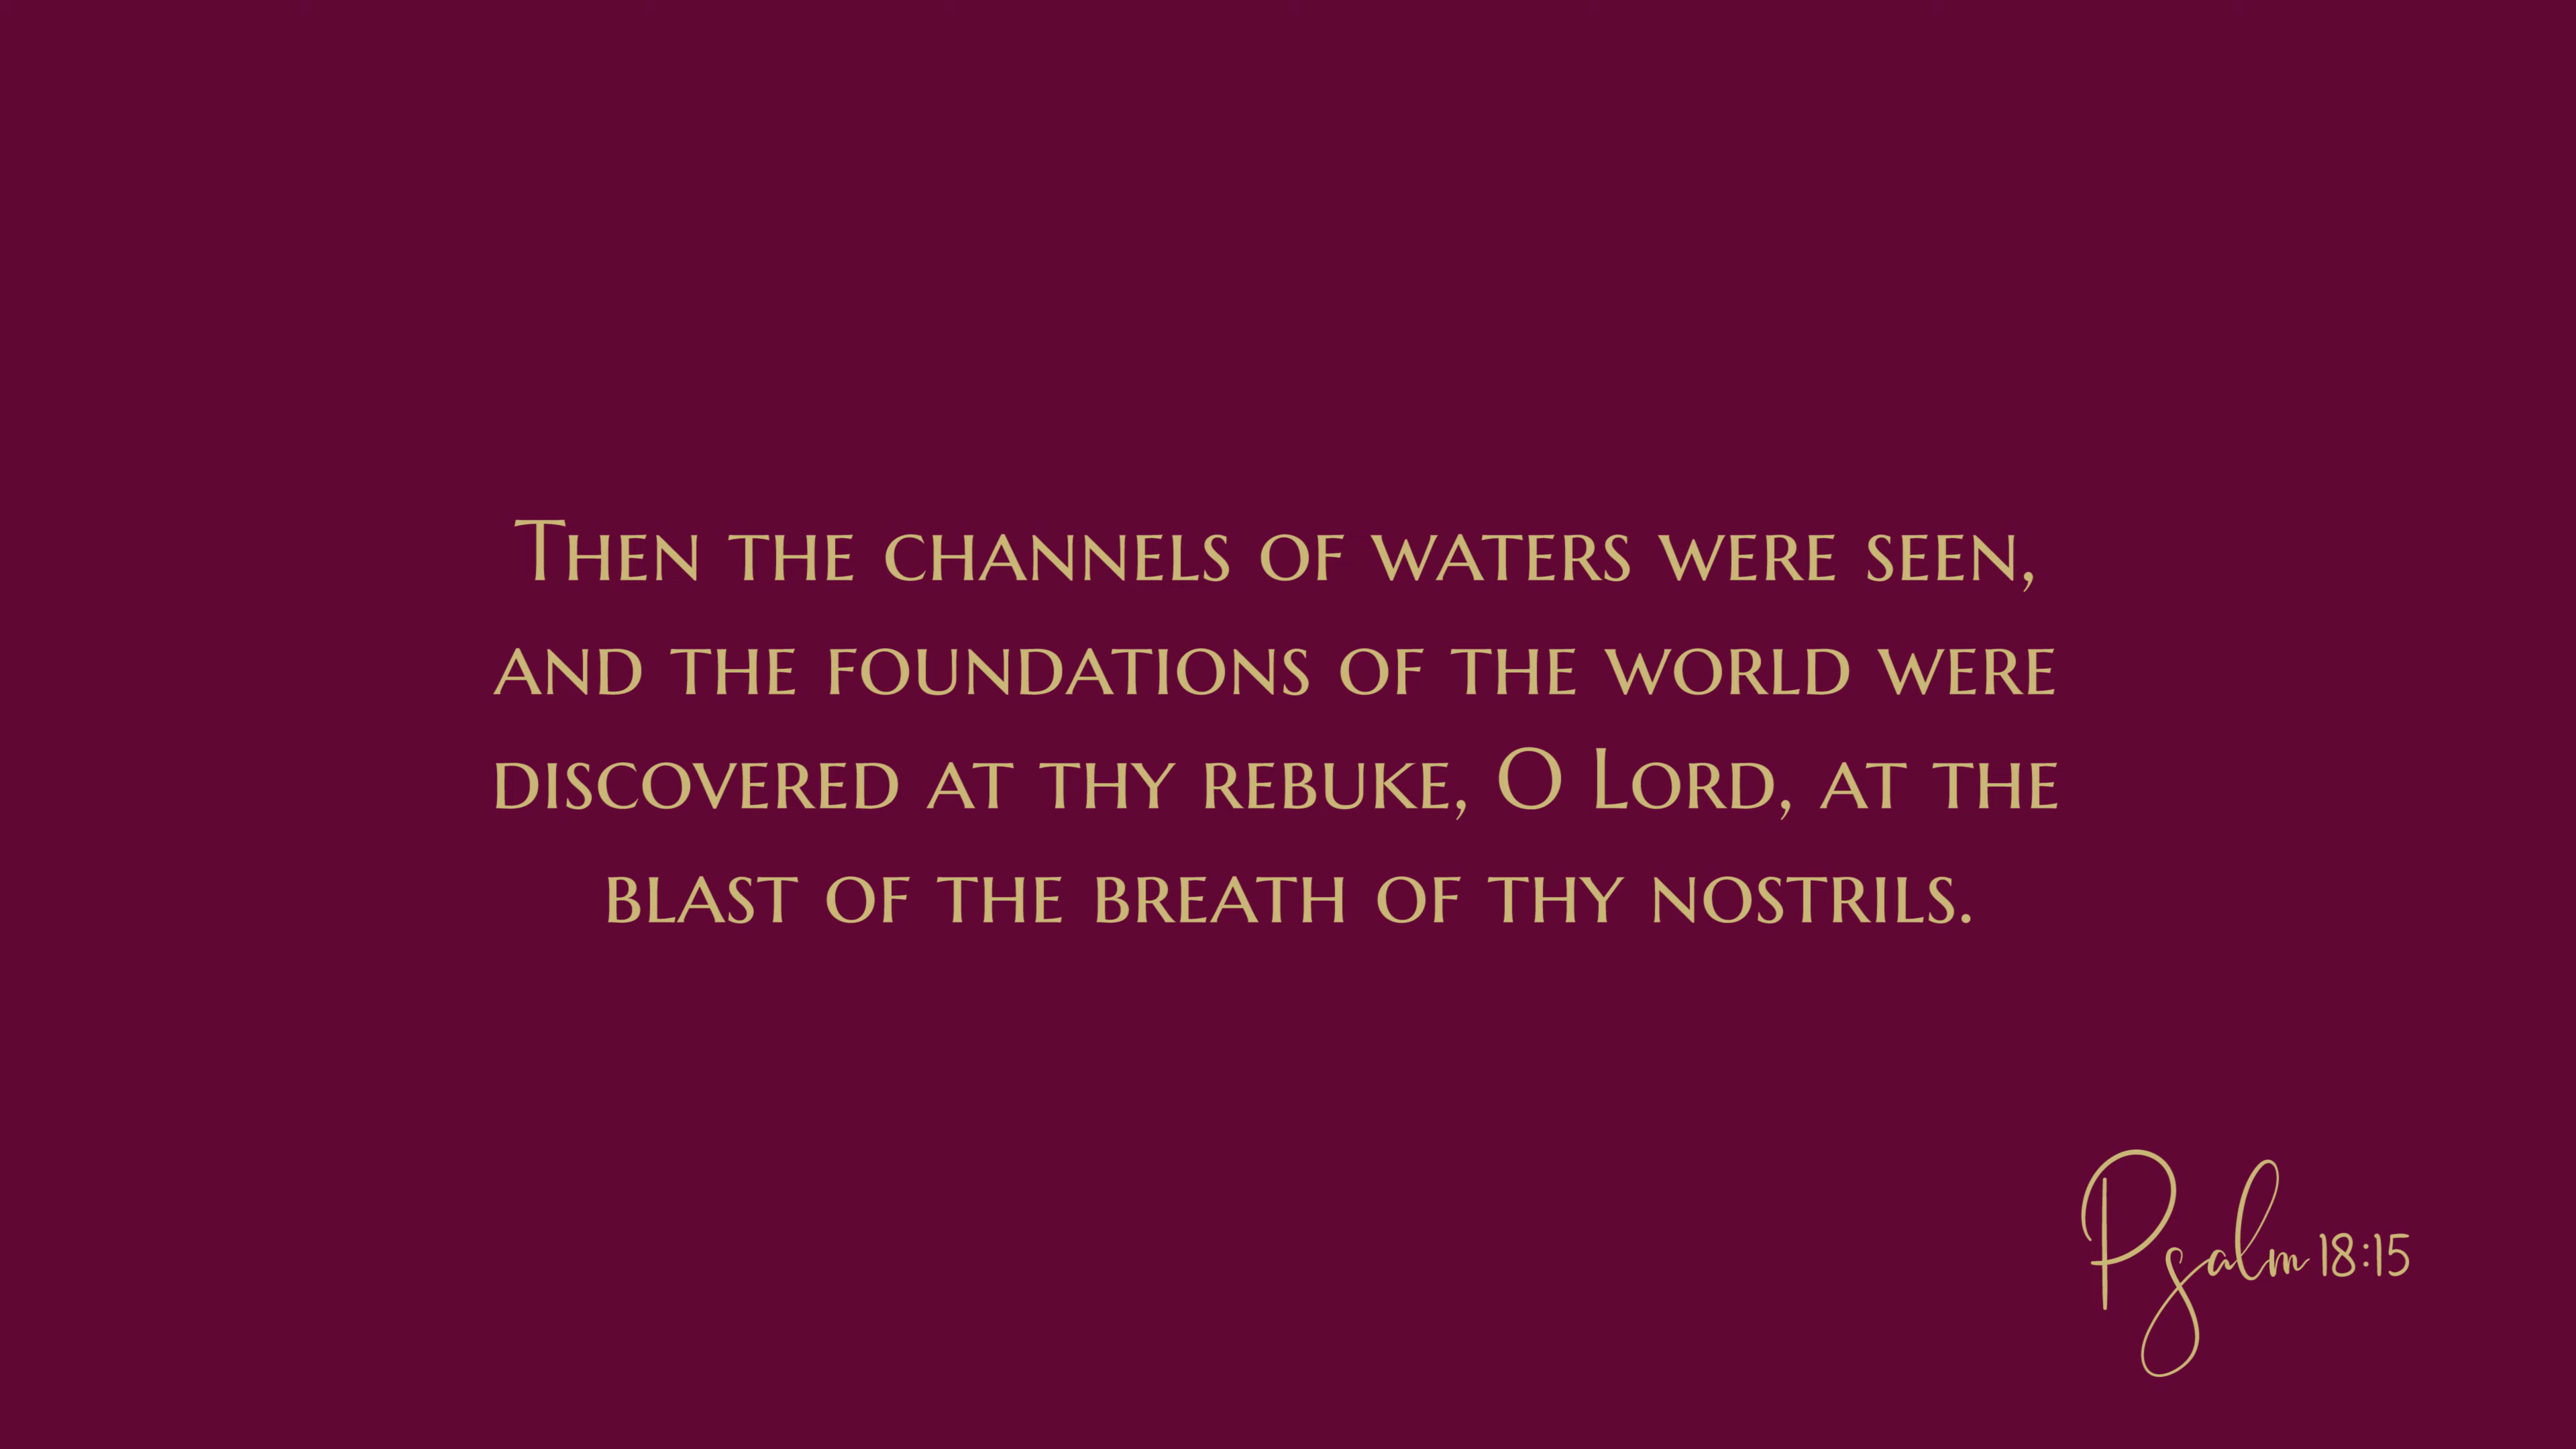 Then the channels of waters were seen,
and the foundations of the world were
discovered at thy rebuke, O Lord, at the
blast of the breath of thy nostrils.
Psalm 18:15